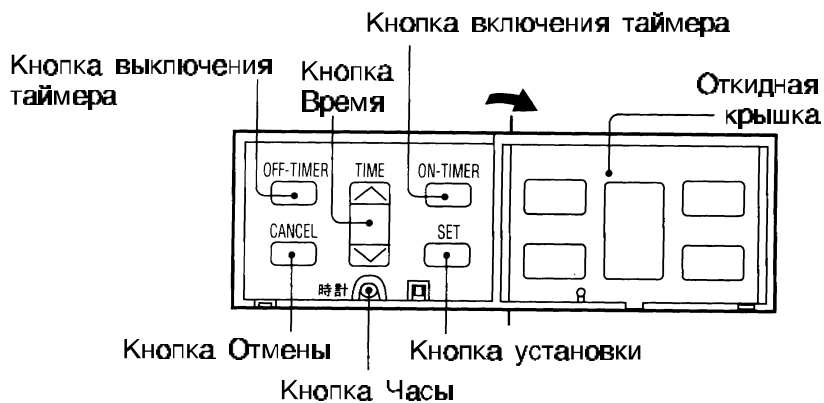 Кнопка включения таймера
Кнопка выключения
таймера
Кнопка
Время
Откидная
крышка
OFF-TIMER TIME ON-TIMER
CANCEL SET
時計
Кнопка Отмены Кнопка установки
Кнопка Часы